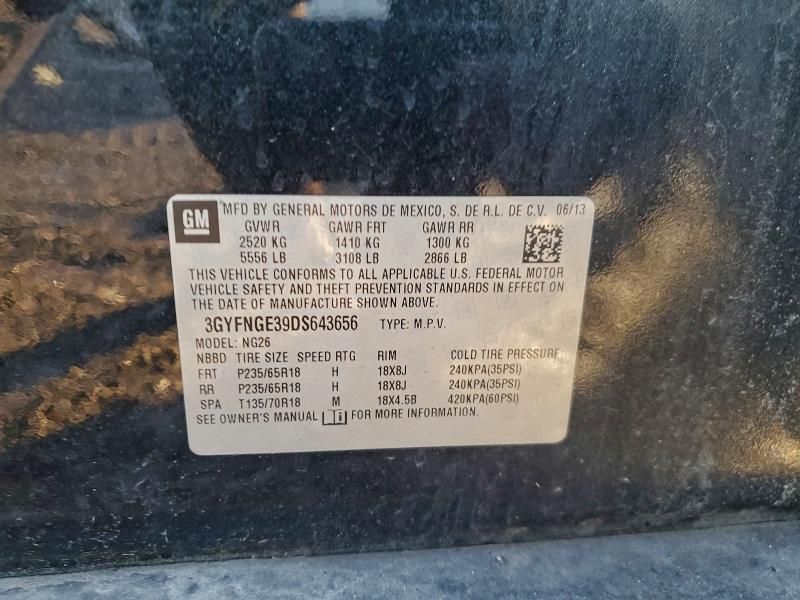 GM MFD BY GENERAL MOTORS DE MEXICO, S. DE R.L. DE C.V. 06/13
GVWR GAWR FRT GAWR RR
2520 KG 1410 KG 1300 KG
5556 LB 3108 LB 2866 LB
THIS VEHICLE CONFORMS TO ALL APPLICABLE U.S. FEDERAL MOTOR
VEHICLE SAFETY AND THEFT PREVENTION STANDARDS IN EFFECT ON
THE DATE OF MANUFACTURE SHOWN ABOVE.
3GYFNGE39DS643656 TYPE: M.P.V.
MODEL: NG26
NBBD TIRE SIZE SPEED RTG RIM COLD TIRE PRESSURE
FRT P235/65R18 H 18X8J 240KPA(35PSI)
RR P235/65R18 H 18X8J 240KPA(35PSI)
SPA T135/70R18 M 18X4.5B 420KPA(60PSI)
SEE OWNER'S MANUAL FOR MORE INFORMATION.